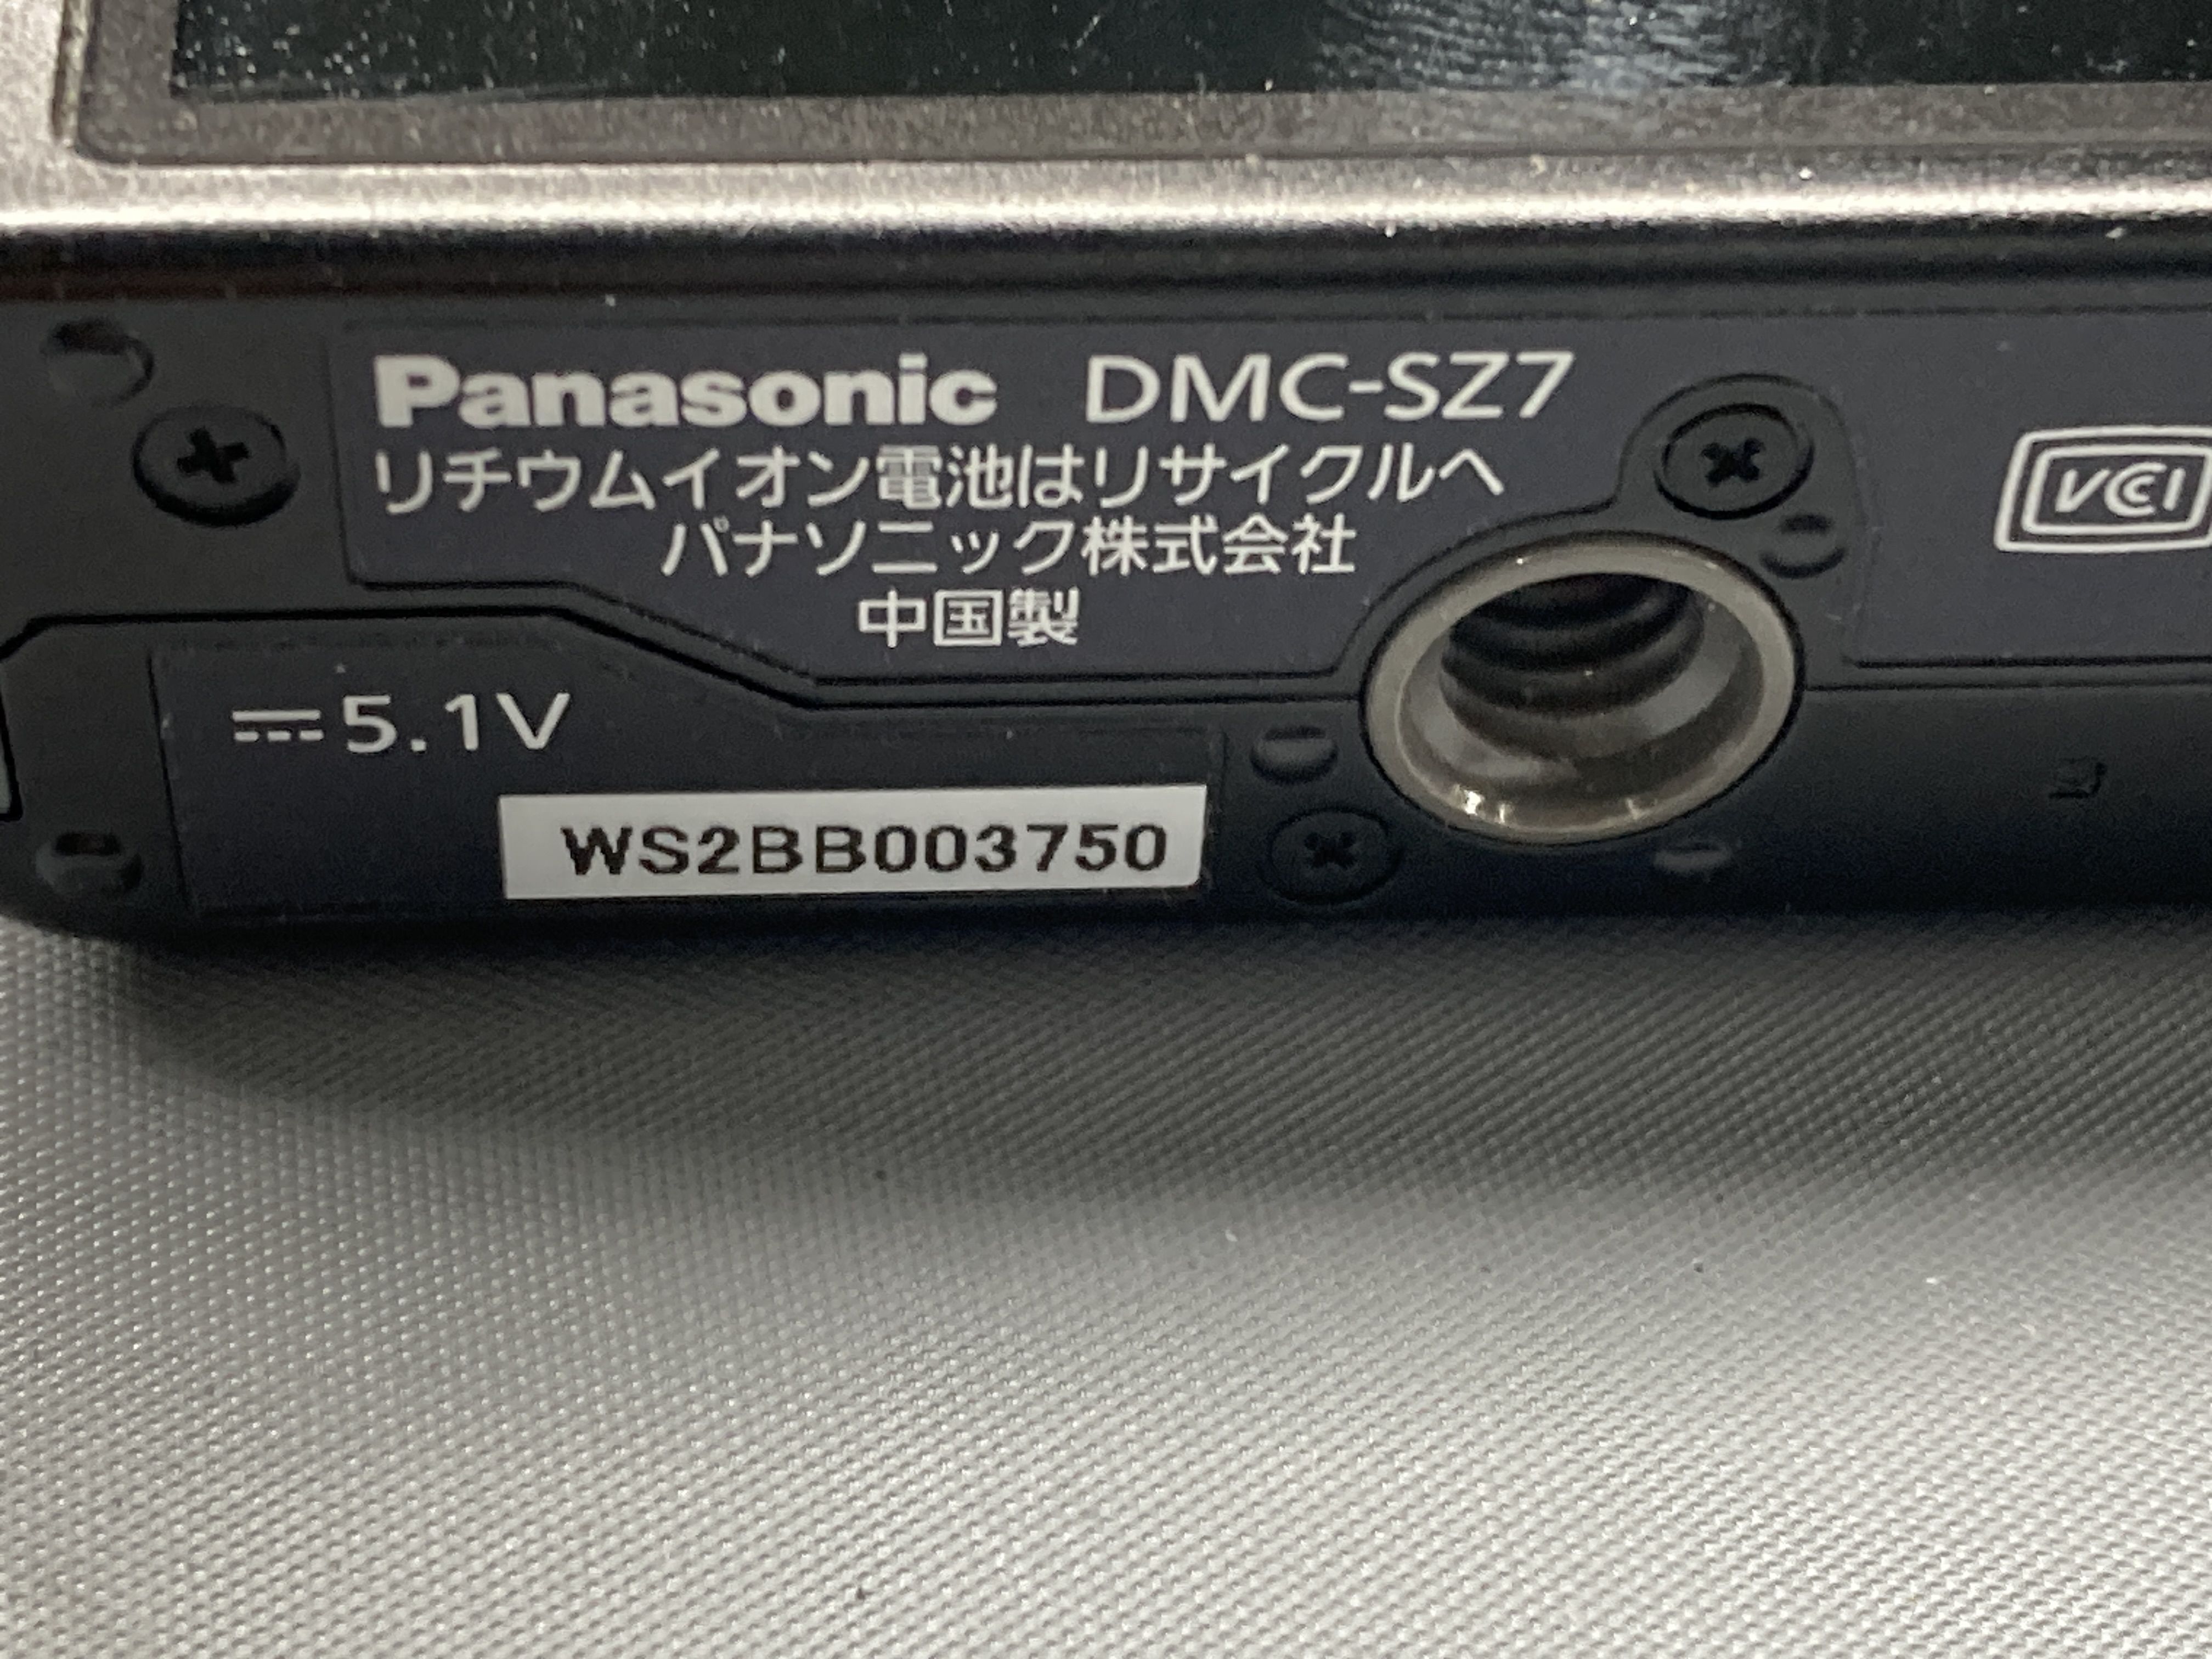 Panasonic DMC-SZ7
リチウムイオン電池はリサイクルへ
パナソニック株式会社
中国製
VCI
⎓5.1V
WS2BB003750